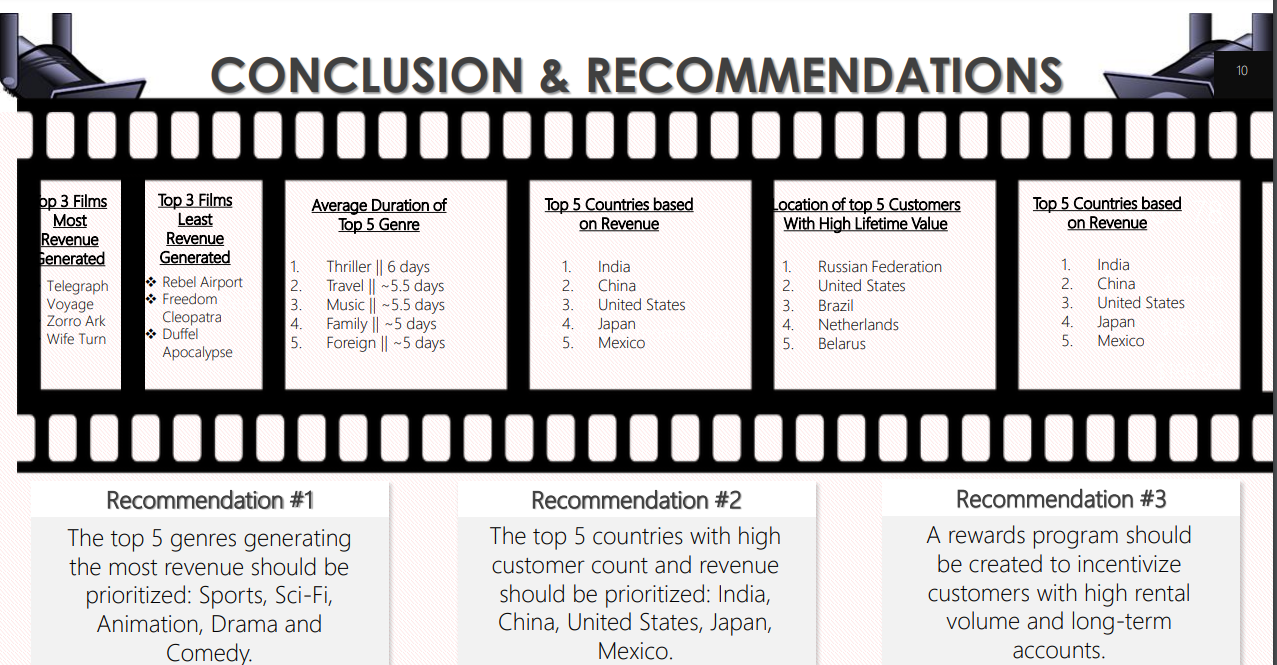 CONCLUSION & RECOMMENDATIONS
10
op 3 Films
Most
Revenue
Generated
Telegraph
Voyage
Zorro Ark
Wife Turn
Top 3 Films
Least
Revenue
Generated
❖ Rebel Airport
❖ Freedom
Cleopatra
❖ Duffel
Apocalypse
Average Duration of
Top 5 Genre
1. Thriller || 6 days
2. Travel || ~5.5 days
3. Music || ~5.5 days
4. Family || ~5 days
5. Foreign || ~5 days
Top 5 Countries based
on Revenue
1. India
2. China
3. United States
4. Japan
5. Mexico
Location of top 5 Customers
With High Lifetime Value
1. Russian Federation
2. United States
3. Brazil
4. Netherlands
5. Belarus
Top 5 Countries based
on Revenue
1. India
2. China
3. United States
4. Japan
5. Mexico
Recommendation #1
The top 5 genres generating
the most revenue should be
prioritized: Sports, Sci-Fi,
Animation, Drama and
Comedy.
Recommendation #2
The top 5 countries with high
customer count and revenue
should be prioritized: India,
China, United States, Japan,
Mexico.
Recommendation #3
A rewards program should
be created to incentivize
customers with high rental
volume and long-term
accounts.